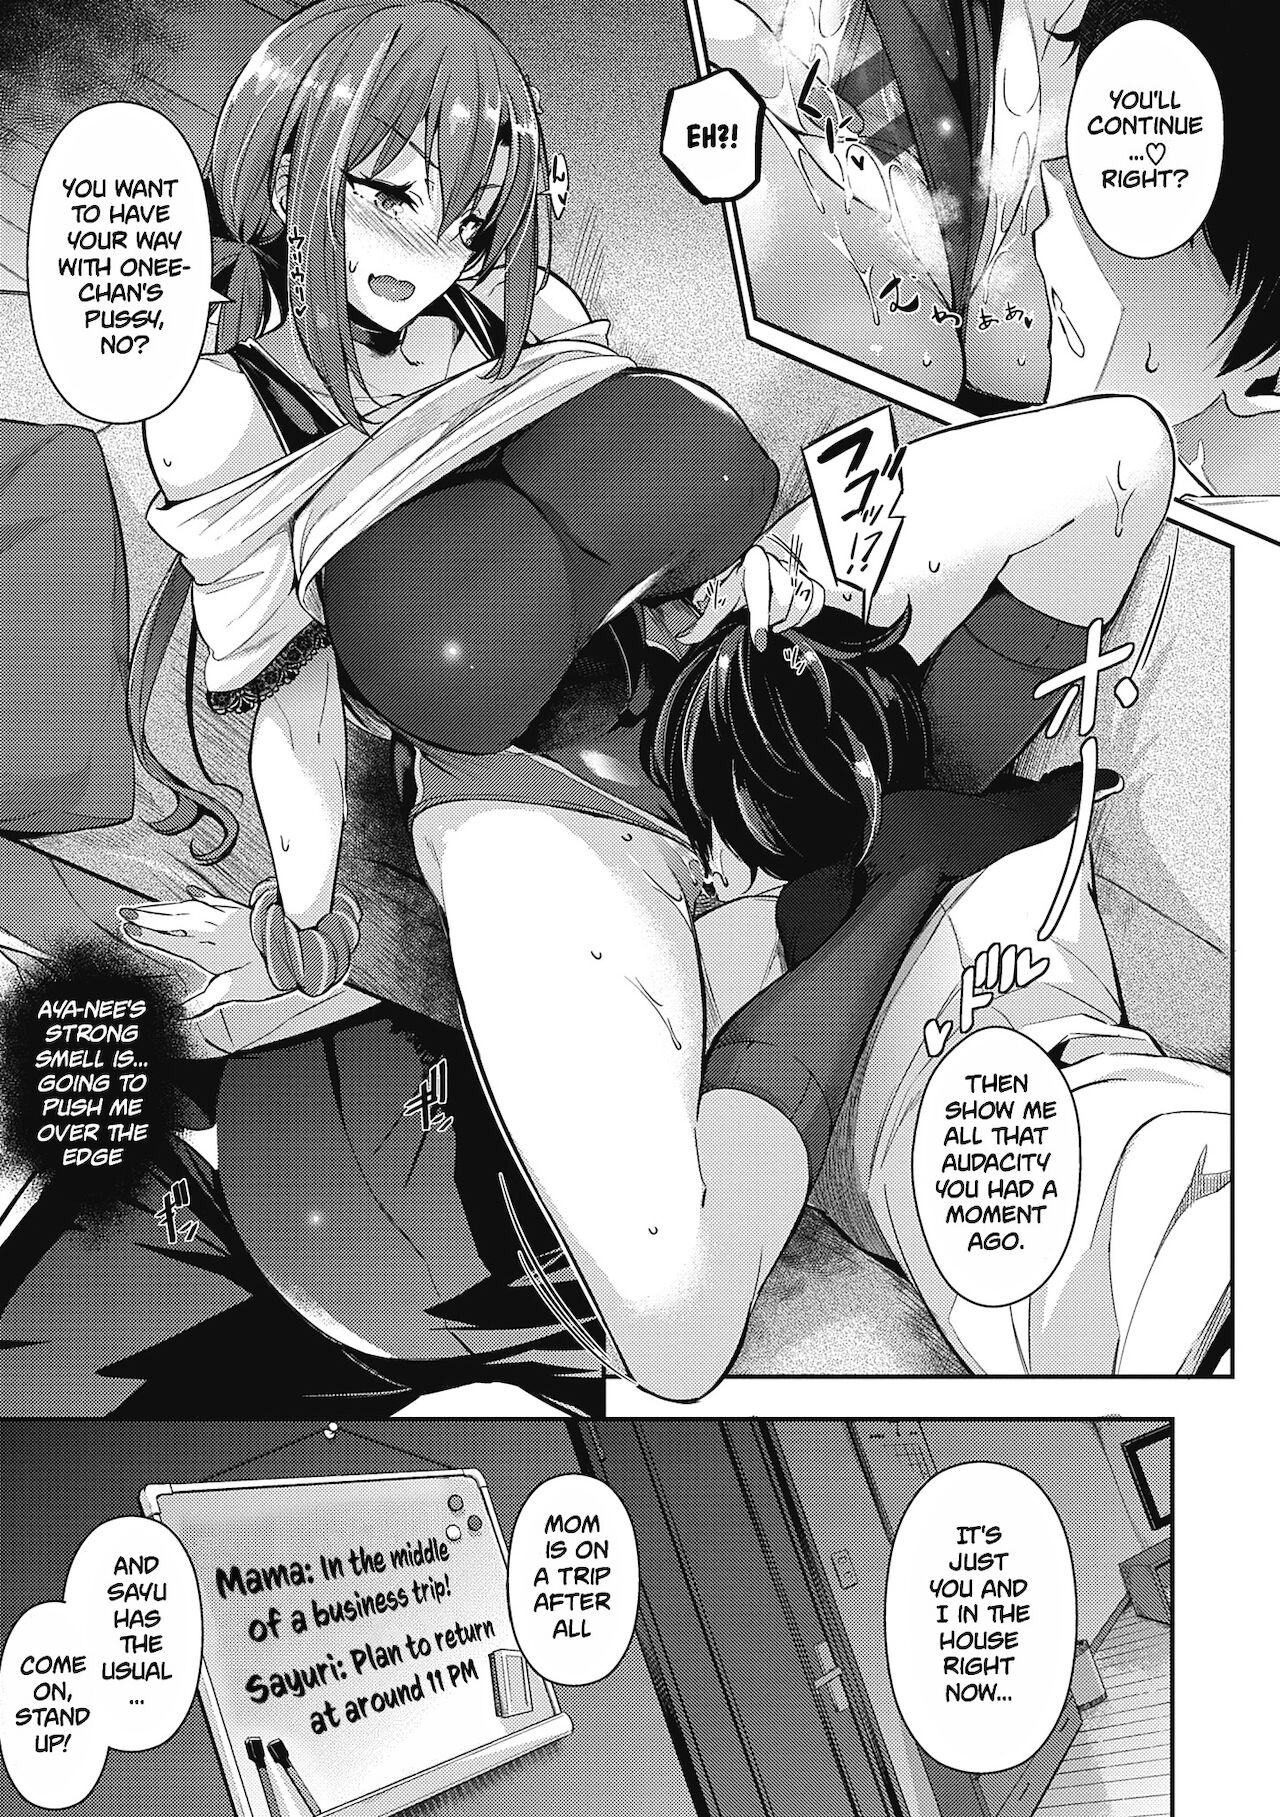 YOU'LL
CONTINUE
...♡
RIGHT?
EH?!
むわぁぁ♥
YOU WANT
TO HAVE
YOUR WAY
WITH ONEE-
CHAN'S
PUSSY,
NO?
AYA-NEE'S
STRONG
SMELL IS...
GOING TO
PUSH ME
OVER THE
EDGE
THEN
SHOW ME
ALL THAT
AUDACITY
YOU HAD A
MOMENT
AGO.
IT'S
JUST
YOU AND
I IN THE
HOUSE
RIGHT
NOW...
MOM
IS ON
A TRIP
AFTER
ALL
Mama: In the middle
of a business trip!
Sayuri: Plan to return
at around 11 PM
AND
SAYU
HAS THE
USUAL
...
COME
ON,
STAND
UP!